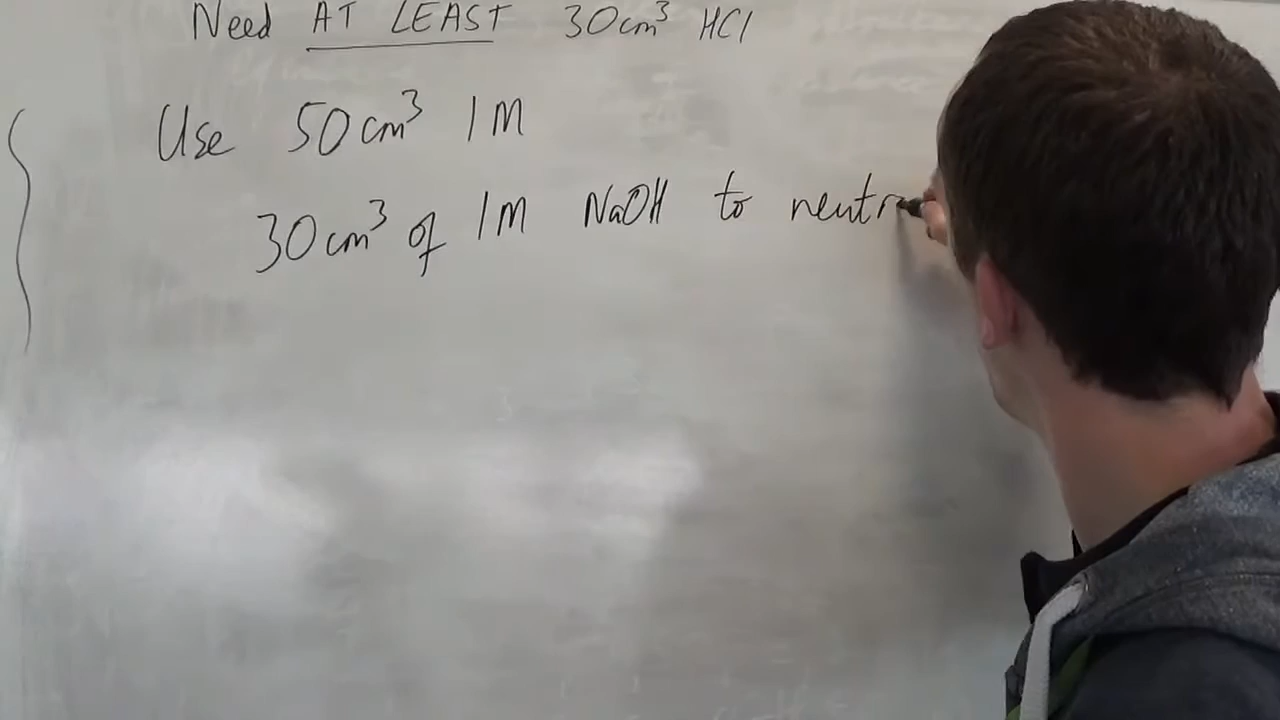 Need AT LEAST 30cm³ HCl
Use 50cm³ 1M
30cm³ of 1M NaOH to neutr